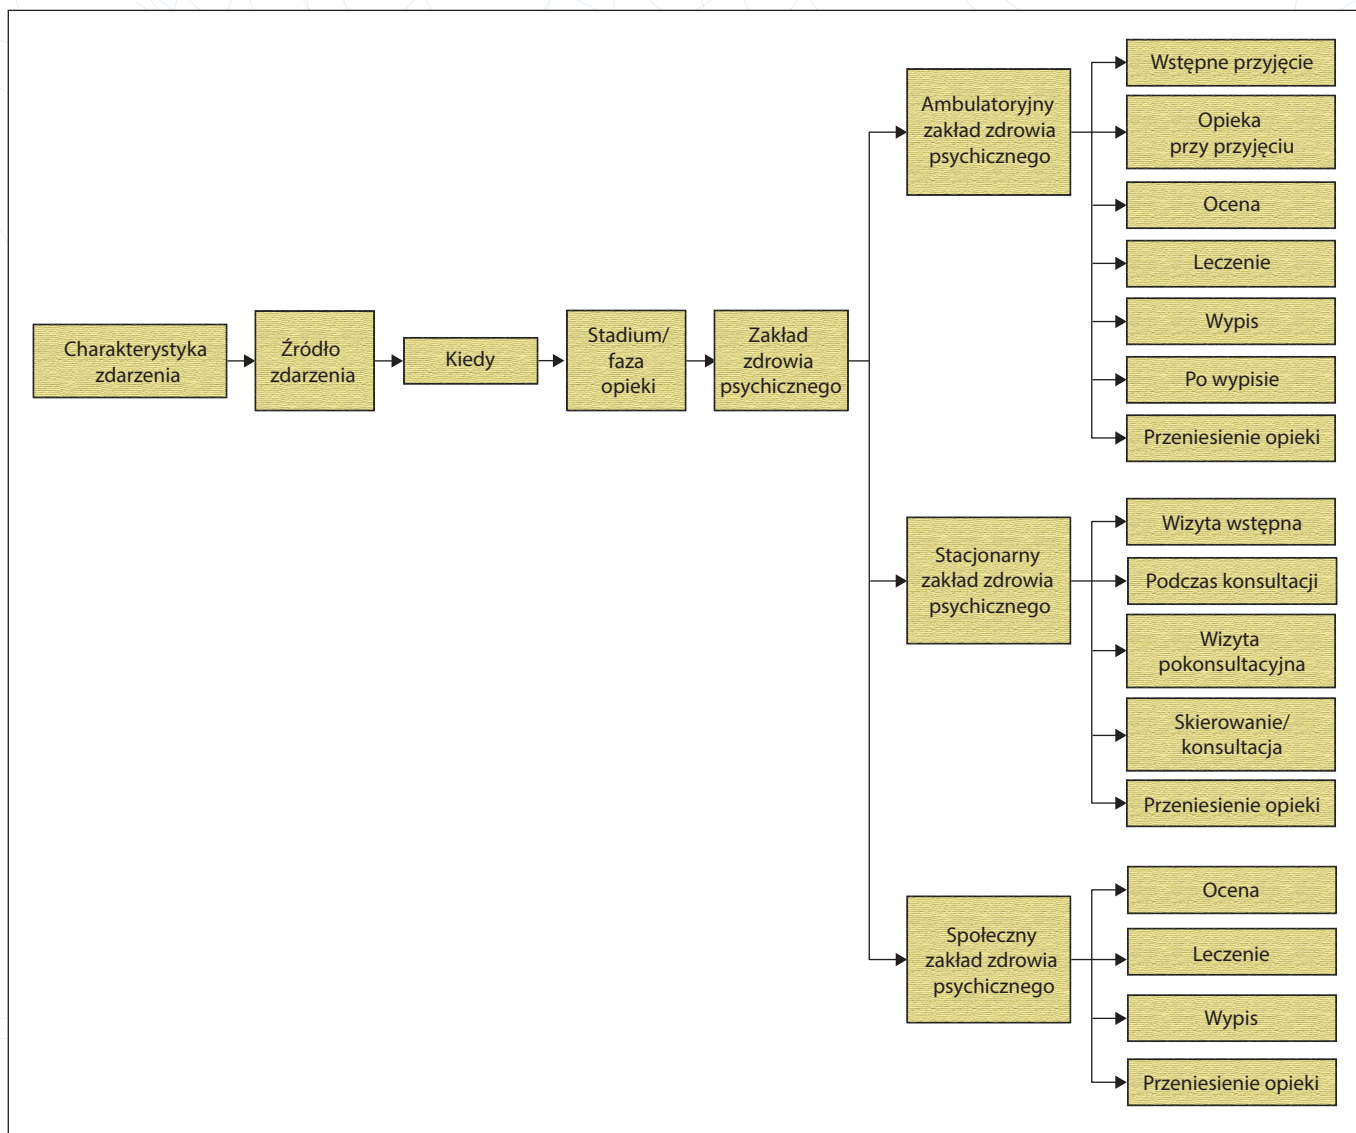 Charakterystyka
zdarzenia
Źródło
zdarzenia
Kiedy
Stadium/
faza
opieki
Zakład
zdrowia
psychicznego
Ambulatoryjny
zakład zdrowia
psychicznego
Wstępne przyjęcie
Opieka
przy przyjęciu
Ocena
Leczenie
Wypis
Po wypisie
Przeniesienie opieki
Stacjonarny
zakład zdrowia
psychicznego
Wizyta wstępna
Podczas konsultacji
Wizyta
pokonsultacyjna
Skierowanie/
konsultacja
Przeniesienie opieki
Społeczny
zakład zdrowia
psychicznego
Ocena
Leczenie
Wypis
Przeniesienie opieki